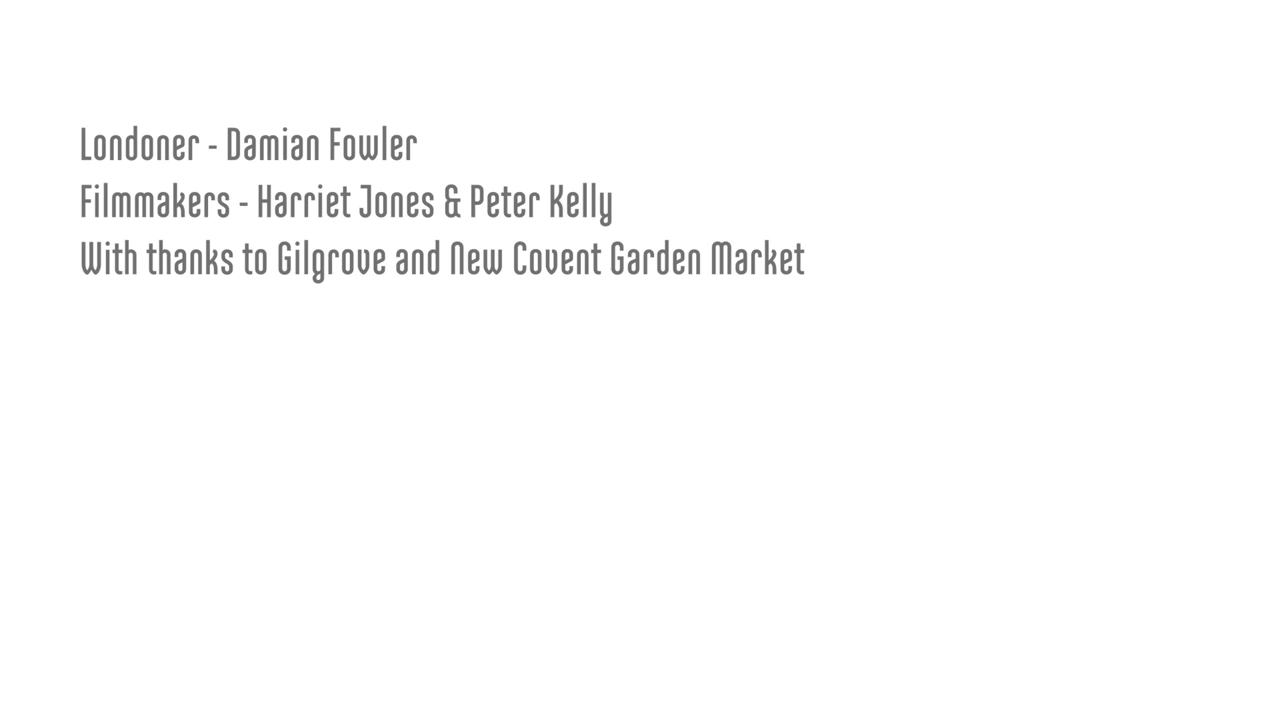 Londoner - Damian Fowler
Filmmakers - Harriet Jones & Peter Kelly
With thanks to Gilgrove and New Covent Garden Market